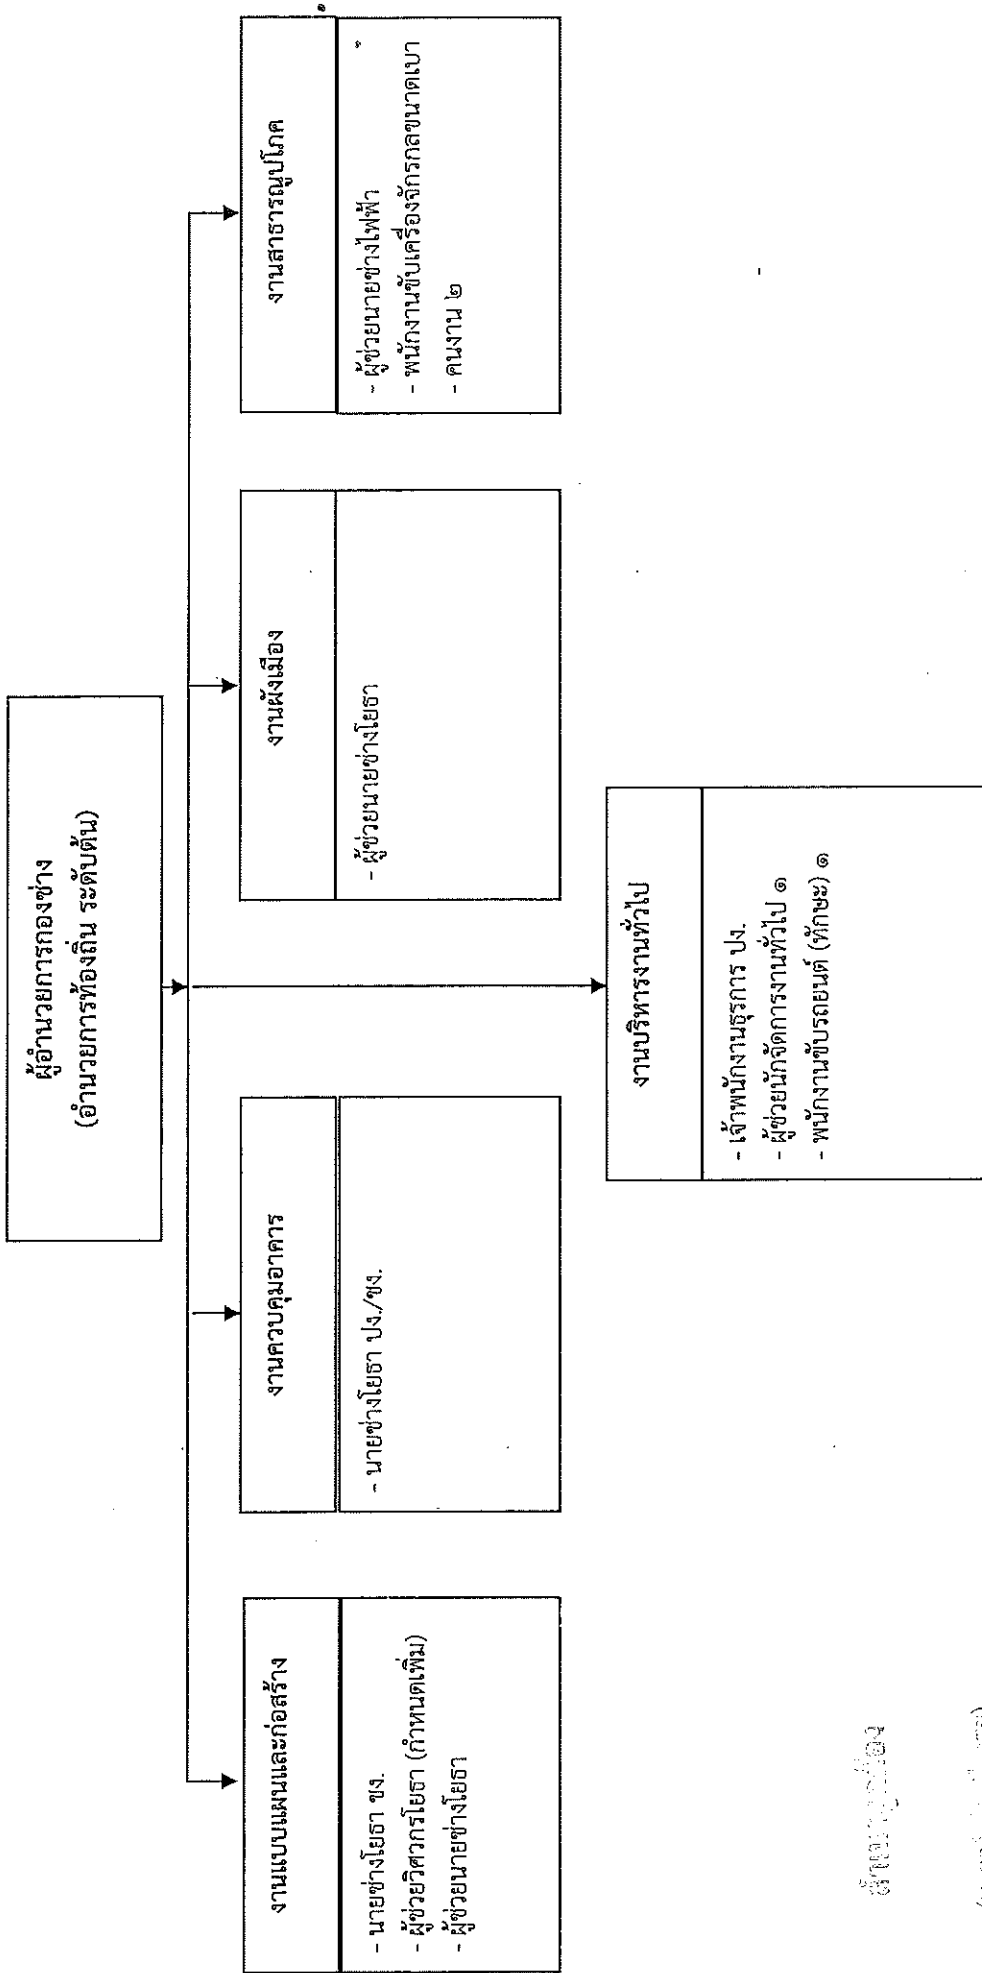 ผู้อำนวยการกองช่าง
(อำนวยการท้องถิ่น ระดับต้น)
งานแบบแผนและก่อสร้าง
- นายช่างโยธา ชง.
- ผู้ช่วยวิศวกรโยธา (กำหนดเพิ่ม)
- ผู้ช่วยนายช่างโยธา
งานควบคุมอาคาร
- นายช่างโยธา ปง./ชง.
งานผังเมือง
- ผู้ช่วยนายช่างโยธา
งานสาธารณูปโภค
- ผู้ช่วยนายช่างไฟฟ้า
- พนักงานขับเครื่องจักรกลขนาดเบา
- คนงาน ๒
งานบริหารงานทั่วไป
- เจ้าพนักงานธุรการ ปง.
- ผู้ช่วยนักจัดการงานทั่วไป ๑
- พนักงานขับรถยนต์ (ทักษะ) ๑
สำเนาถูกต้อง